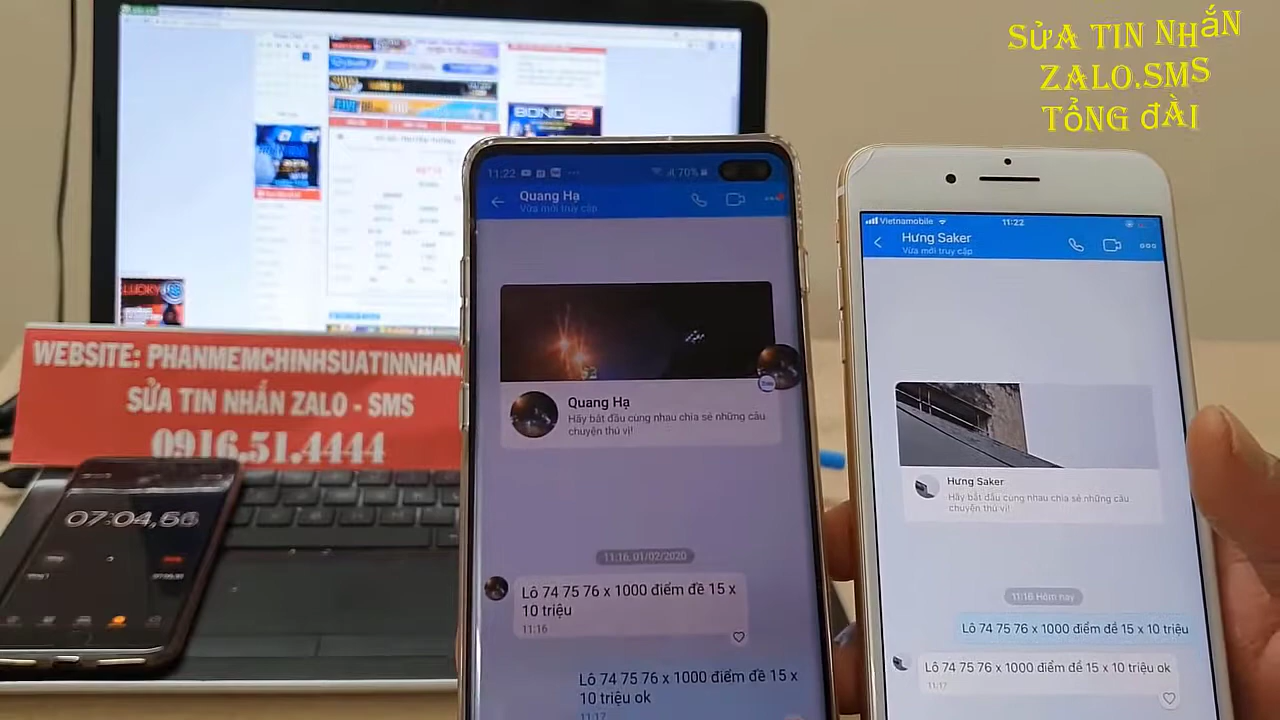 SỬA TIN NHẮN
ZALO.SMS
TỔNG ĐÀI
BONG99
LUCKY
WEBSITE: PHANMEMCHINHSUATINNHAN
SỬA TIN NHẮN ZALO - SMS
0916.51.4444
07:04,56
11:22
70%
Quang Hạ
Vừa mới truy cập
Quang Hạ
Hãy bắt đầu cùng nhau chia sẻ những câu
chuyện thú vị!
11:16, 01/02/2020
Lô 74 75 76 x 1000 điểm đề 15 x
10 triệu
11:16
Lô 74 75 76 x 1000 điểm đề 15 x
10 triệu ok
11:17
Vietnamobile
11:22
Hưng Saker
Vừa mới truy cập
Hưng Saker
Hãy bắt đầu cùng nhau chia sẻ những câu
chuyện thú vị!
11:16 Hôm nay
Lô 74 75 76 x 1000 điểm đề 15 x 10 triệu
Lô 74 75 76 x 1000 điểm đề 15 x 10 triệu ok
11:17